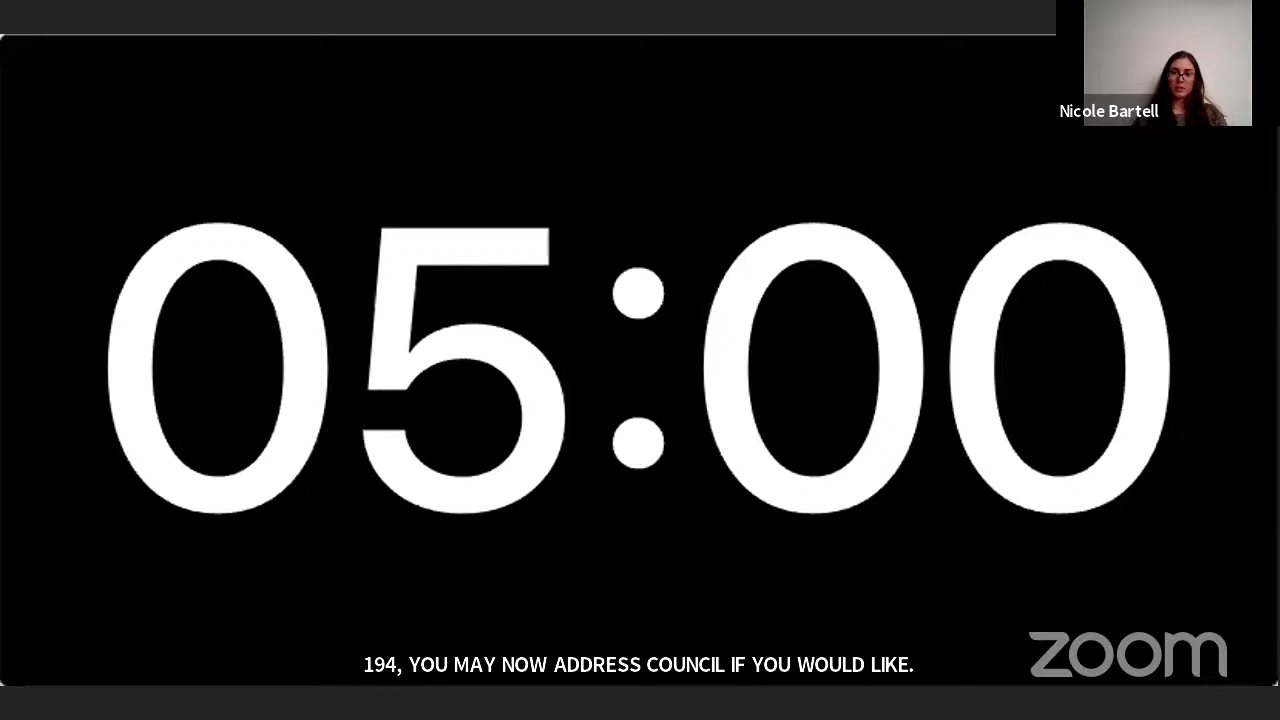 Nicole Bartell
05:00
194, YOU MAY NOW ADDRESS COUNCIL IF YOU WOULD LIKE.
zoom